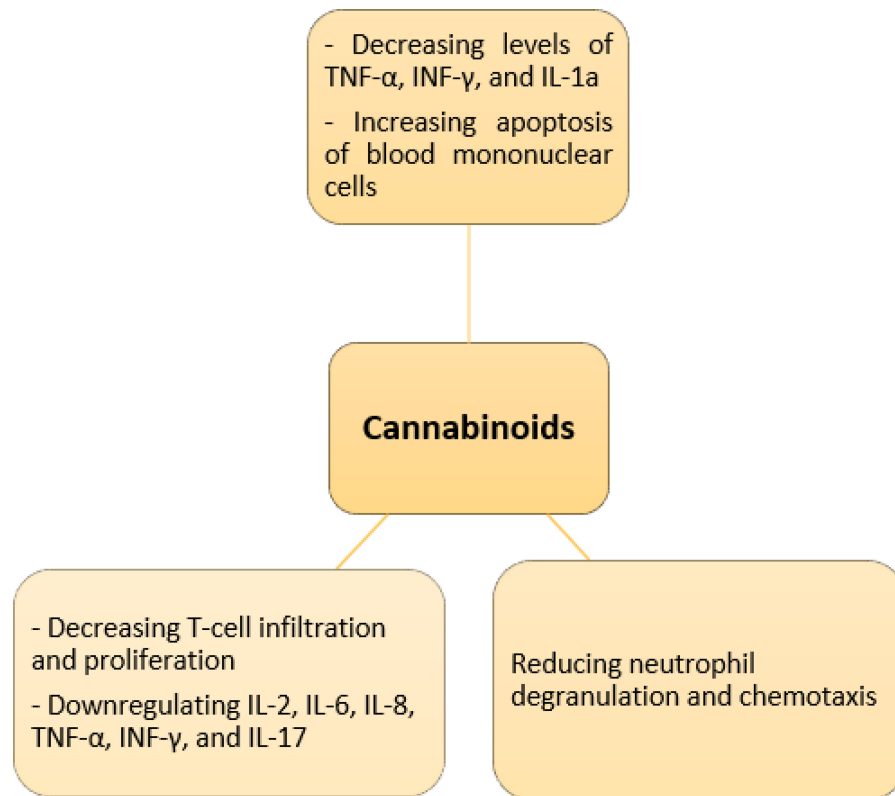 - Decreasing levels of
TNF-α, INF-γ, and IL-1a
- Increasing apoptosis
of blood mononuclear
cells
Cannabinoids
- Decreasing T-cell infiltration
and proliferation
- Downregulating IL-2, IL-6, IL-8,
TNF-α, INF-γ, and IL-17
Reducing neutrophil
degranulation and chemotaxis